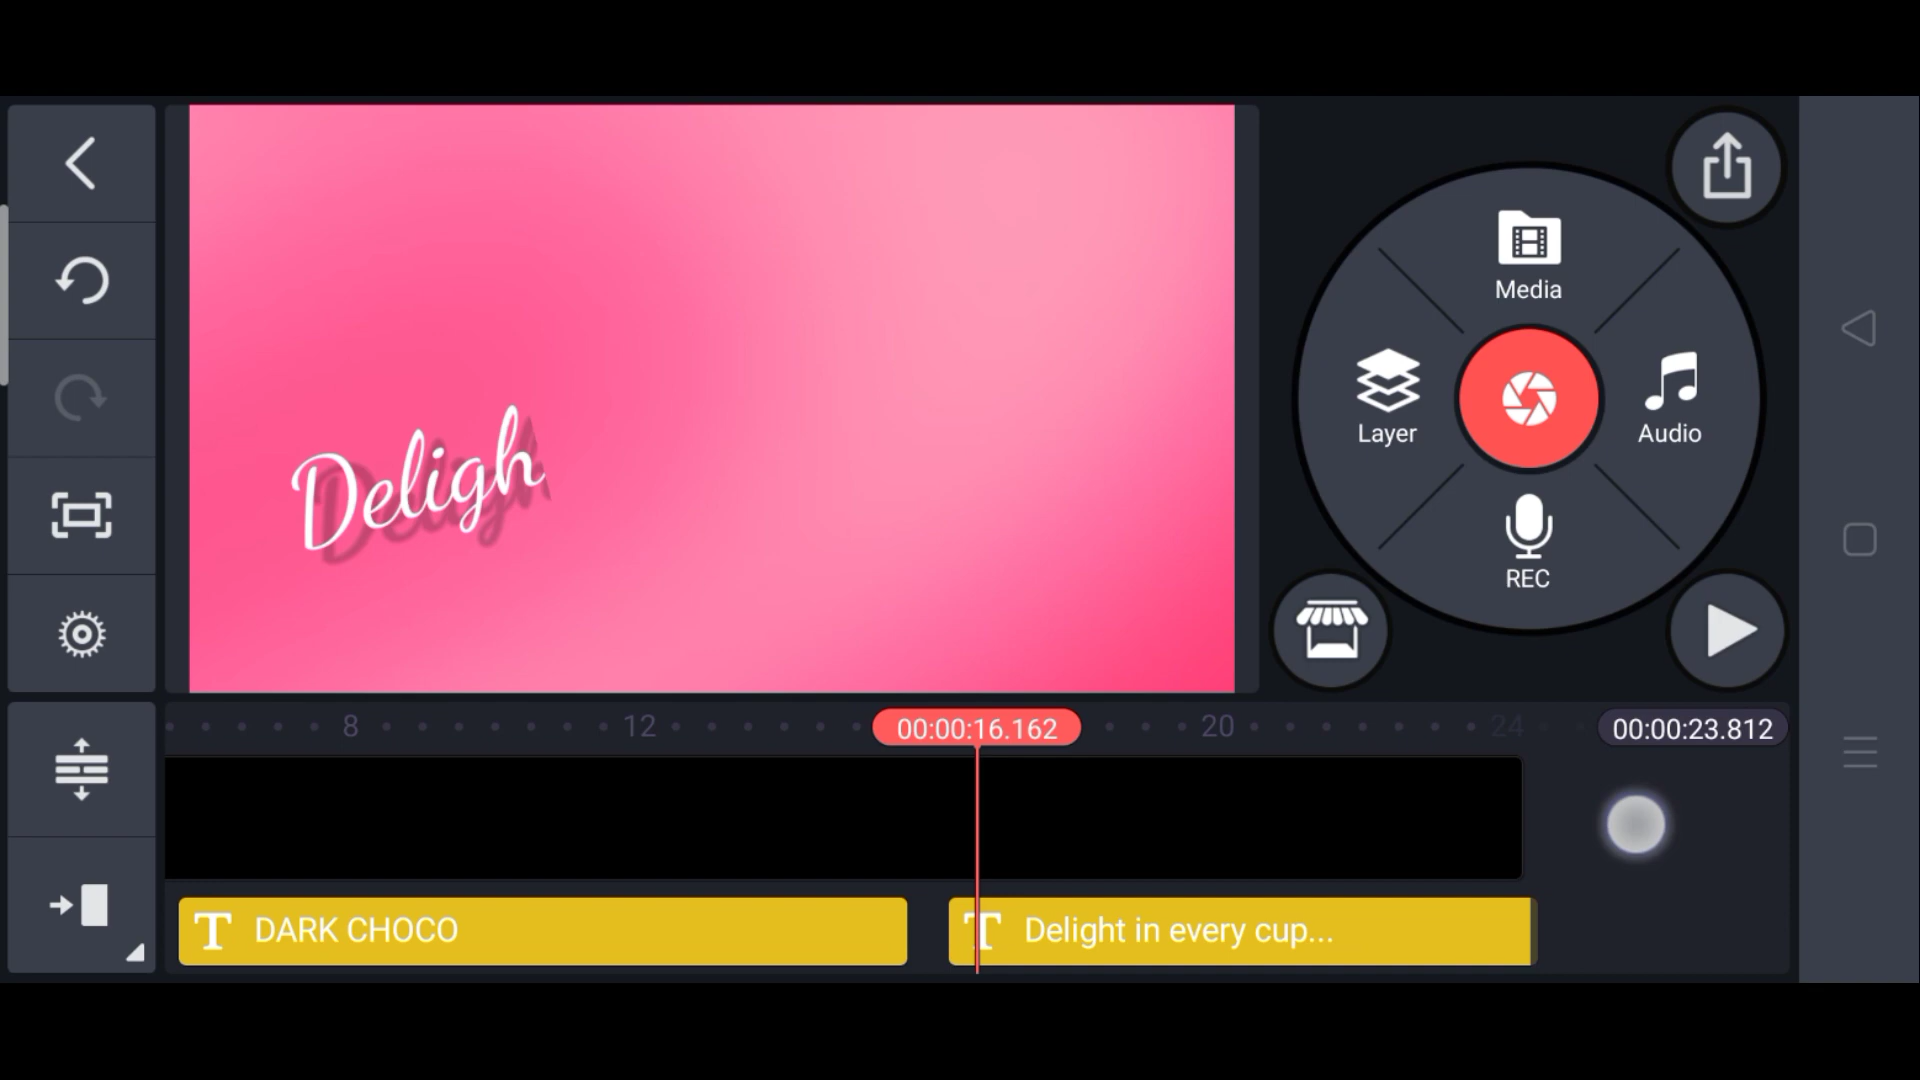 Media
Layer
Audio
REC
Deligh
8
12
00:00:16.162
20
24
00:00:23.812
T DARK CHOCO
T Delight in every cup...